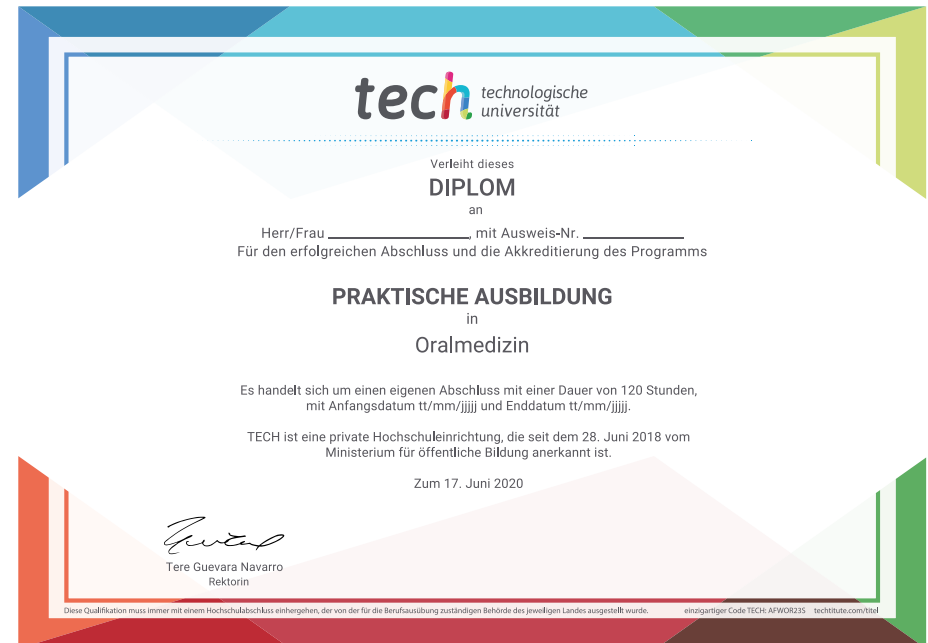 tech technologische
universität
Verleiht dieses
DIPLOM
an
Herr/Frau ____________________, mit Ausweis-Nr. ______________
Für den erfolgreichen Abschluss und die Akkreditierung des Programms
PRAKTISCHE AUSBILDUNG
in
Oralmedizin
Es handelt sich um einen eigenen Abschluss mit einer Dauer von 120 Stunden,
mit Anfangsdatum tt/mm/jjjjj und Enddatum tt/mm/jjjjj.
TECH ist eine private Hochschuleinrichtung, die seit dem 28. Juni 2018 vom
Ministerium für öffentliche Bildung anerkannt ist.
Zum 17. Juni 2020
Tere Guevara Navarro
Rektorin
Diese Qualifikation muss immer mit einem Hochschulabschluss einhergehen, der von der für die Berufsausübung zuständigen Behörde des jeweiligen Landes ausgestellt wurde. einzigartiger Code TECH: AFWOR23S techtitute.com/titel